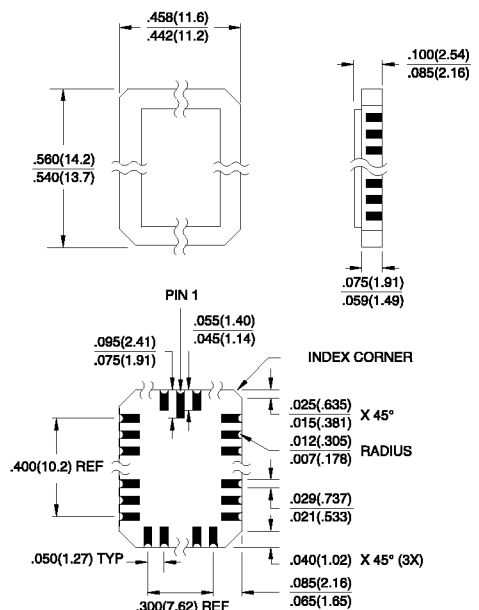 .458(11.6)
.442(11.2)
.100(2.54)
.085(2.16)
.560(14.2)
.540(13.7)
.075(1.91)
.059(1.49)
PIN 1
.055(1.40)
.045(1.14)
.095(2.41)
.075(1.91)
INDEX CORNER
.025(.635)
.015(.381)
X 45°
.012(.305)
.007(.178)
RADIUS
.400(10.2) REF
.029(.737)
.021(.533)
.050(1.27) TYP
.040(1.02) X 45° (3X)
.085(2.16)
.065(1.65)
.300(7.62) REF